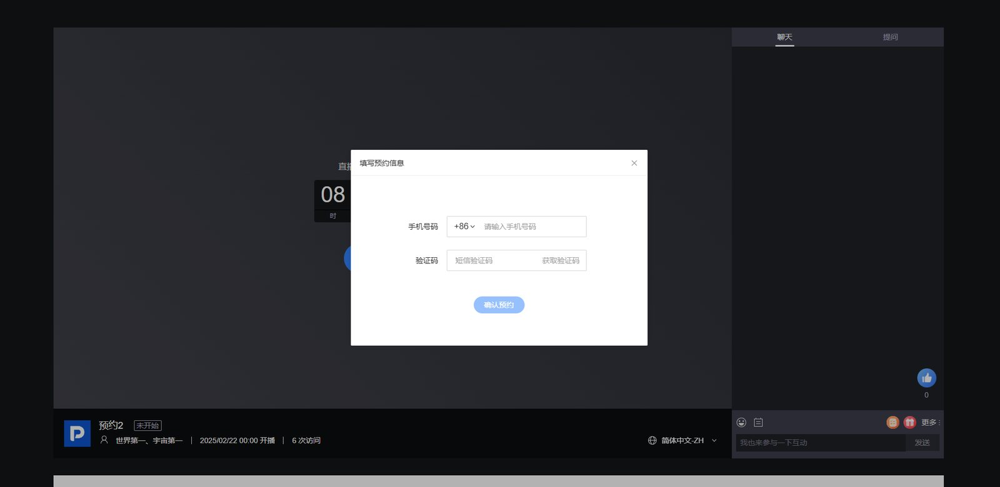 聊天
提问
填写预约信息
直播
08
时
手机号码 +86 请输入手机号码
验证码 短信验证码 获取验证码
确认预约
0
预约2 未开始
世界第一、宇宙第一 | 2025/02/22 00:00 开播 | 6 次访问
简体中文-ZH
更多
我也来参与一下互动 发送